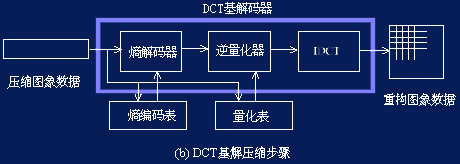 DCT基解码器
熵解码器
逆量化器
IDCT
压缩图象数据
重构图象数据
熵编码表
量化表
(b) DCT基解压缩步骤